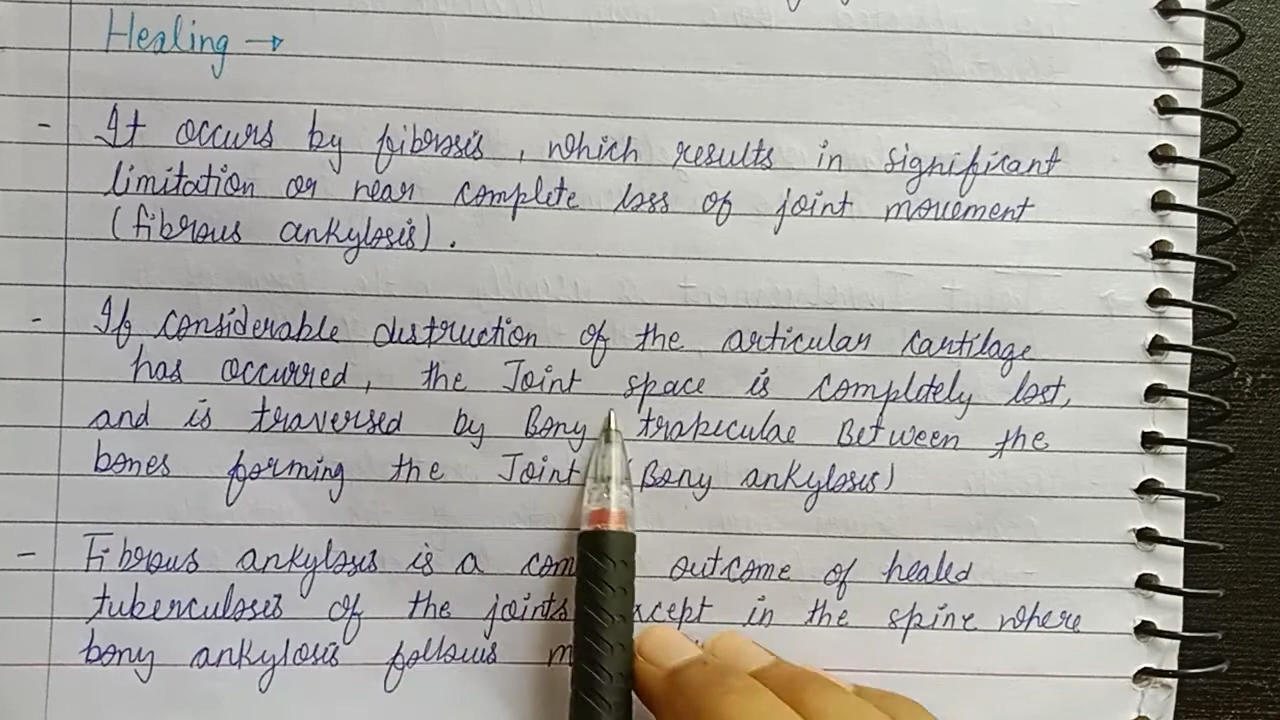 Healing →
- It occurs by fibrosis, which results in significant
limitation or near complete loss of joint movement
(fibrous ankylosis).
- If considerable destruction of the articular cartilage
has occurred, the Joint space is completely lost,
and is traversed by Bony trabeculae Between the
bones forming the Joint (Bony ankylosis)
- Fibrous ankylosis is a outcome of healed
tuberculosis of the joints in the spine where
bony ankylosis follows